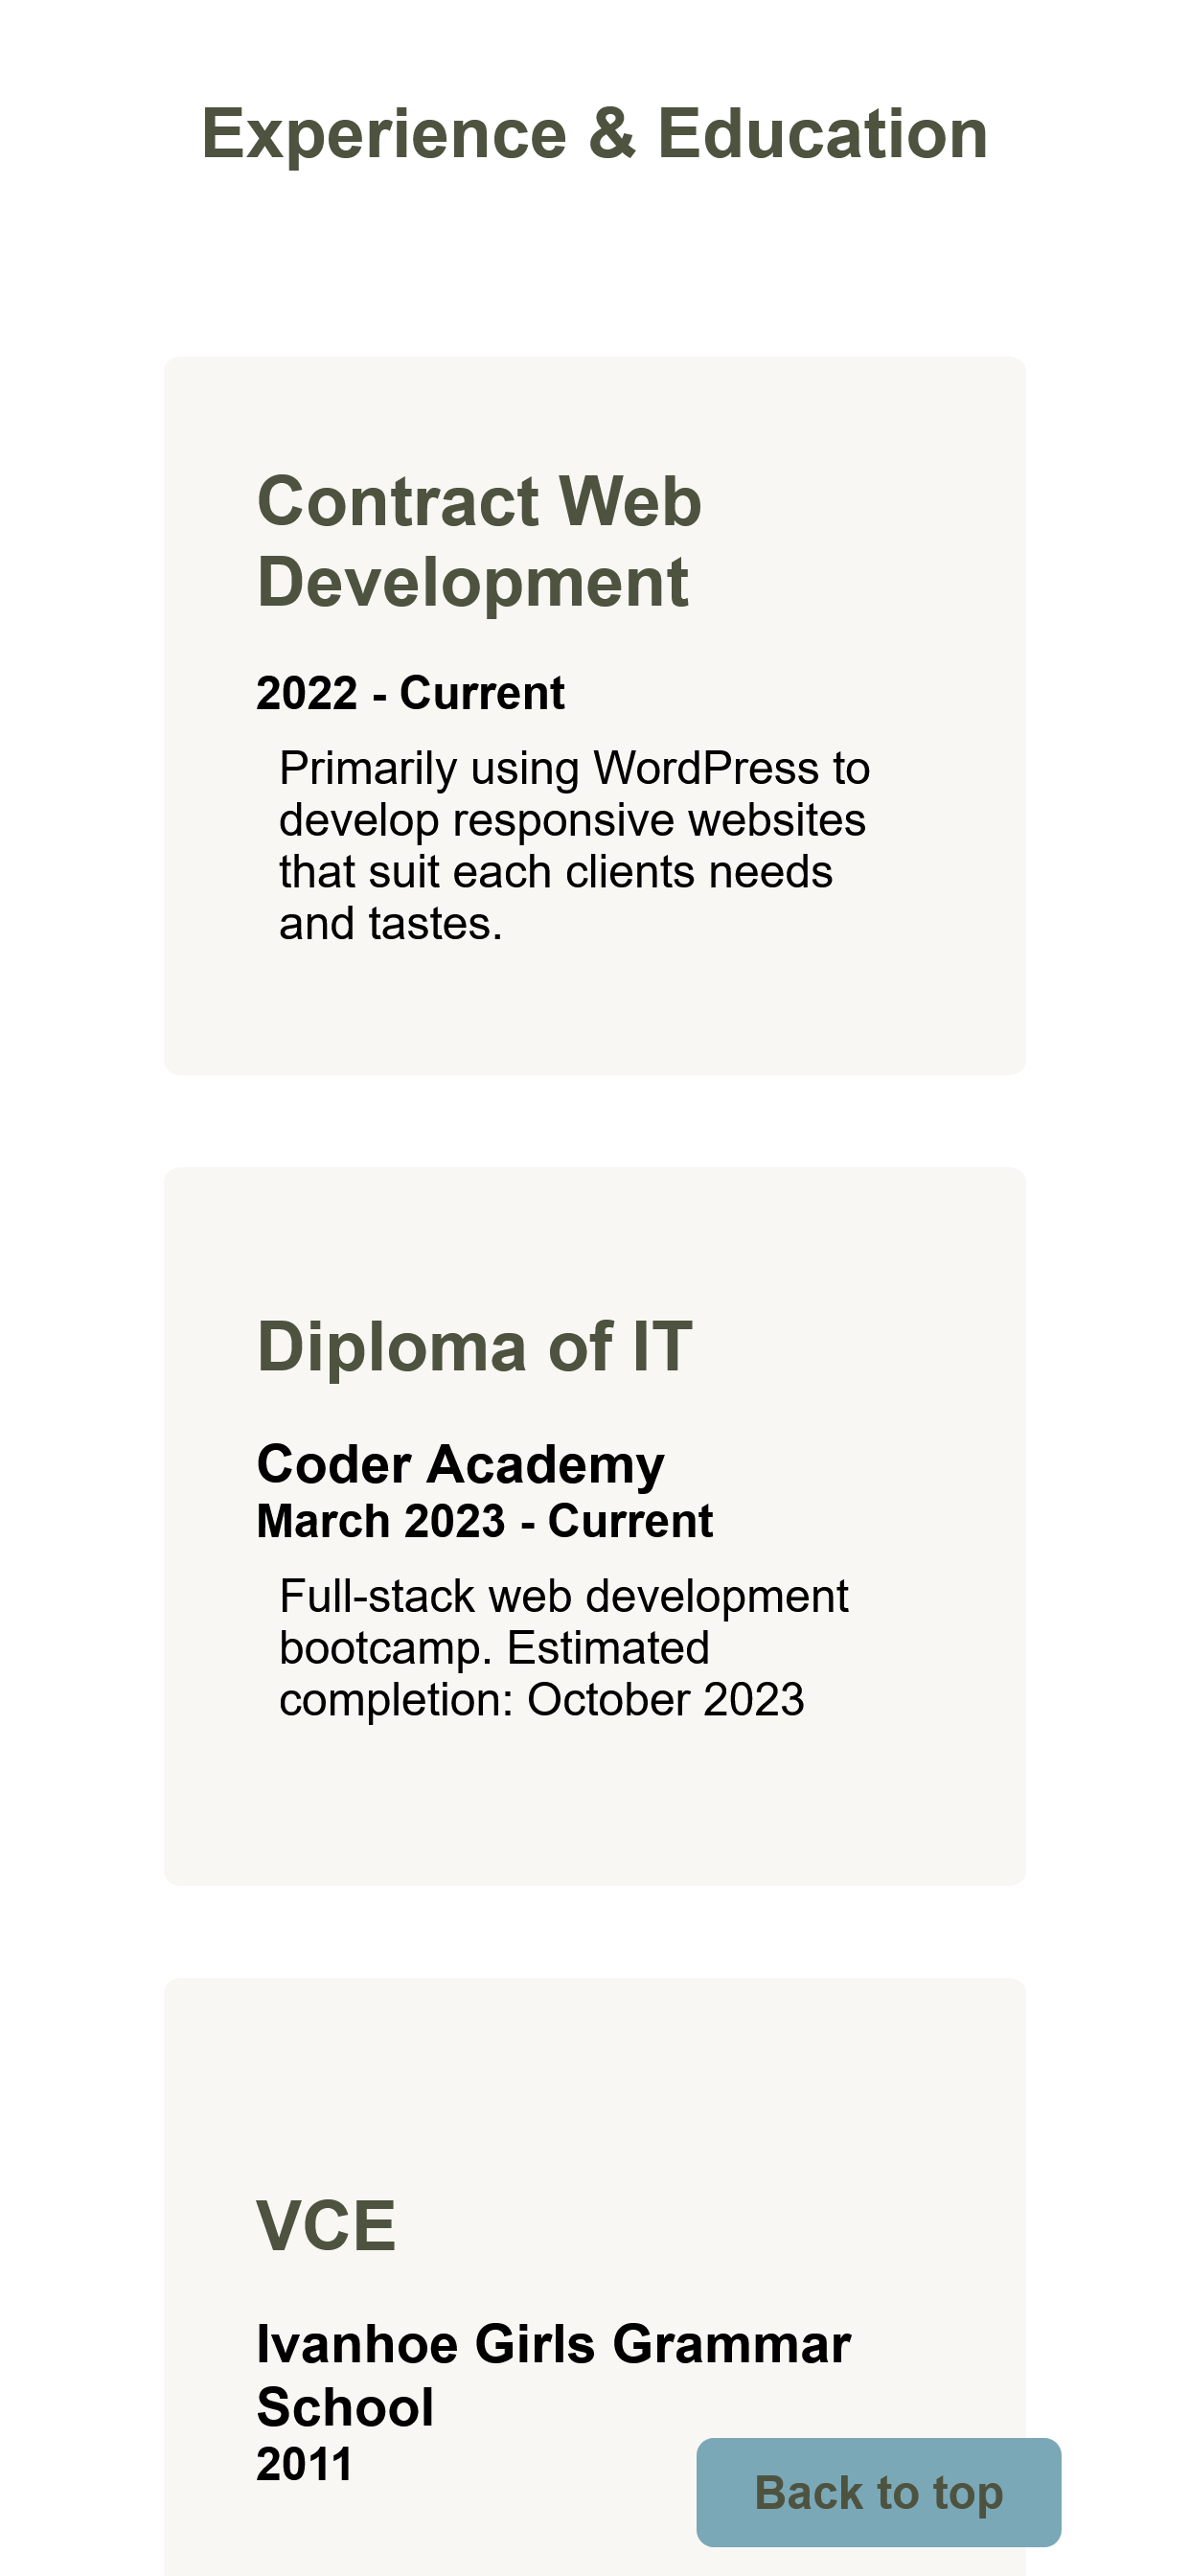 Experience & Education
Contract Web
Development
2022 - Current
Primarily using WordPress to
develop responsive websites
that suit each clients needs
and tastes.
Diploma of IT
Coder Academy
March 2023 - Current
Full-stack web development
bootcamp. Estimated
completion: October 2023
VCE
Ivanhoe Girls Grammar
School
2011
Back to top